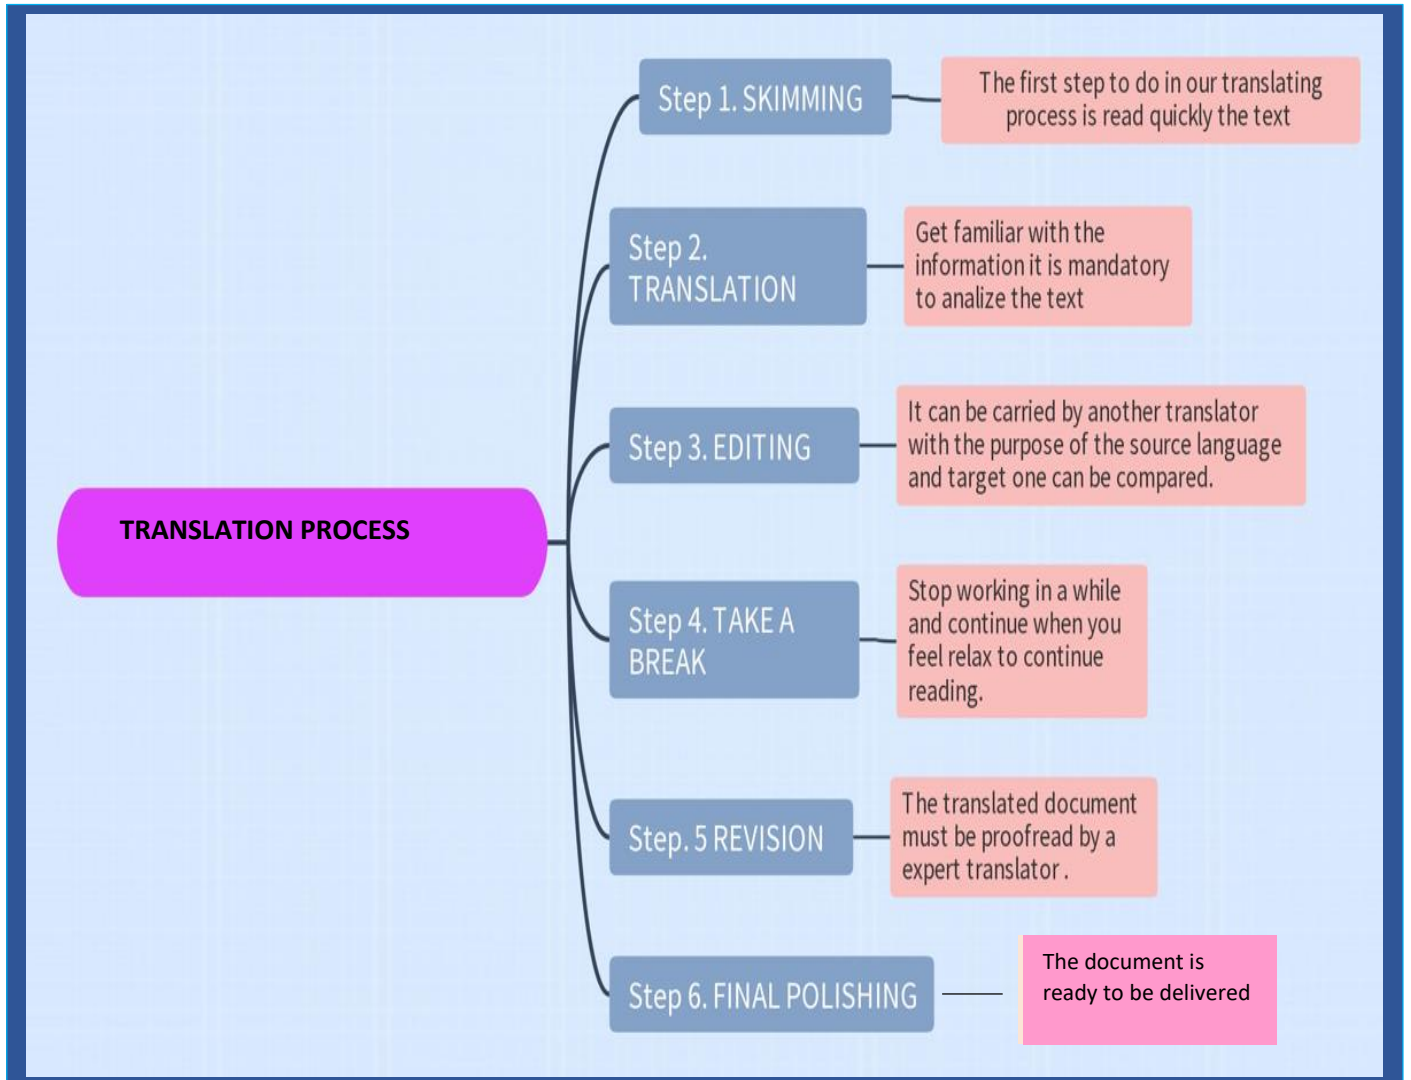 Step 1. SKIMMING
The first step to do in our translating
process is read quickly the text
Step 2.
TRANSLATION
Get familiar with the
information it is mandatory
to analize the text
Step 3. EDITING
It can be carried by another translator
with the purpose of the source language
and target one can be compared.
TRANSLATION PROCESS
Step 4. TAKE A
BREAK
Stop working in a while
and continue when you
feel relax to continue
reading.
Step. 5 REVISION
The translated document
must be proofread by a
expert translator .
Step 6. FINAL POLISHING
The document is
ready to be delivered